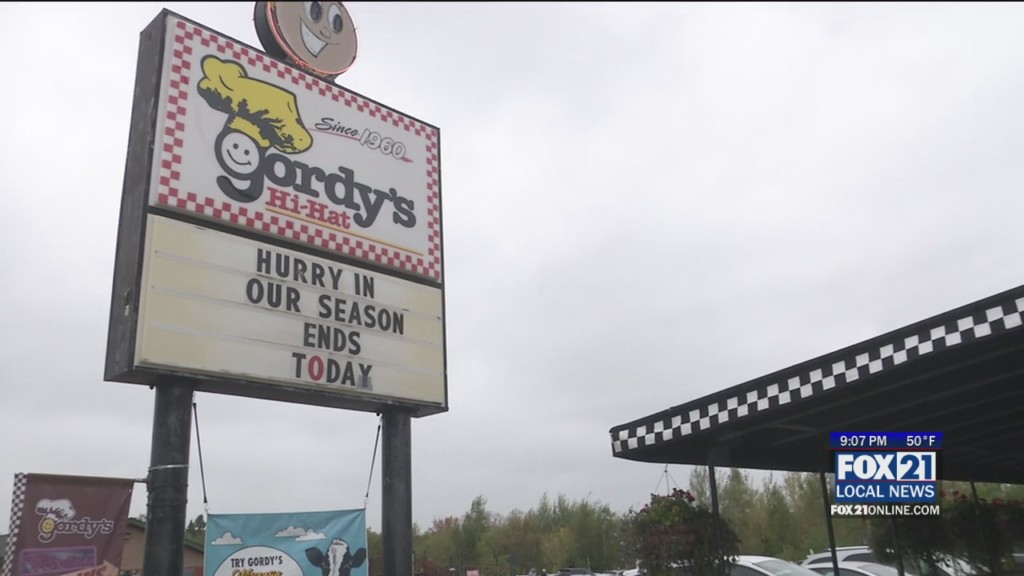 Since 1960
gordy's
Hi-Hat
HURRY IN
OUR SEASON
ENDS
TODAY
gordy's
TRY GORDY'S
9:07 PM 50°F
FOX21
LOCAL NEWS
FOX21ONLINE.COM